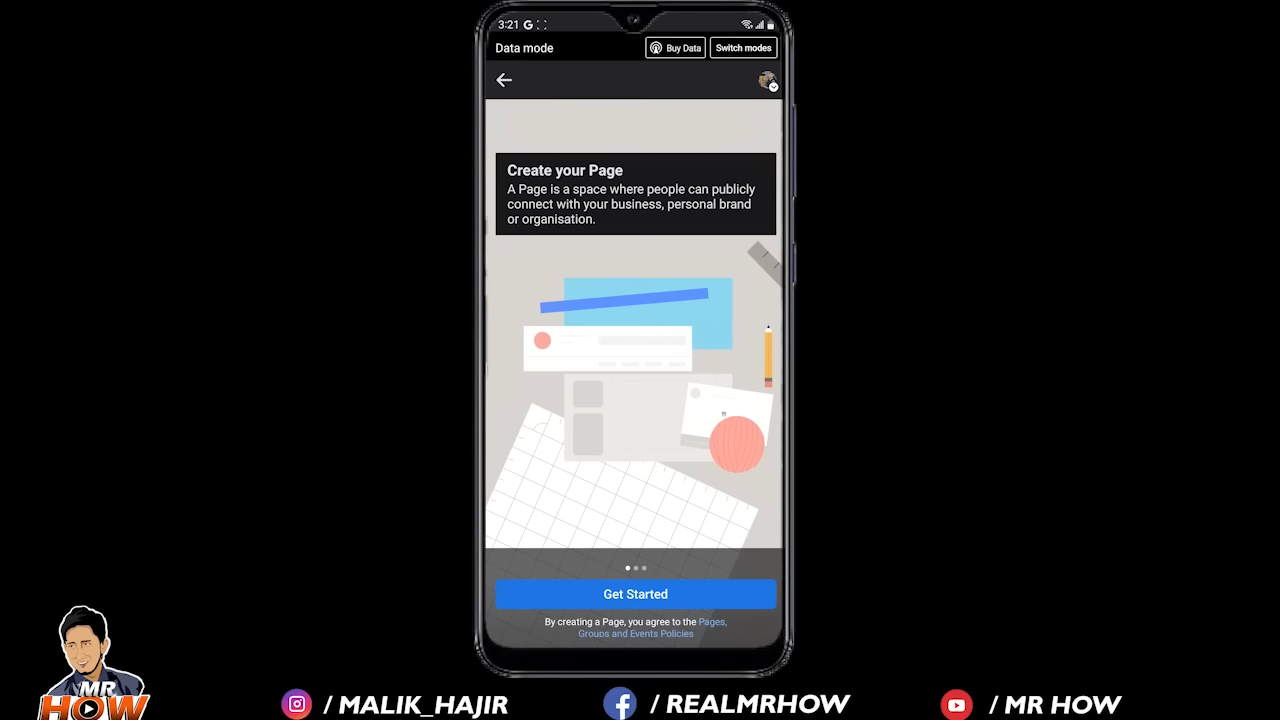 3:21 G
Data mode
Buy Data
Switch modes
Create your Page
A Page is a space where people can publicly
connect with your business, personal brand
or organisation.
Get Started
By creating a Page, you agree to the Pages,
Groups and Events Policies
MR
HOW
/ MALIK_HAJIR
/ REALMRHOW
/ MR HOW